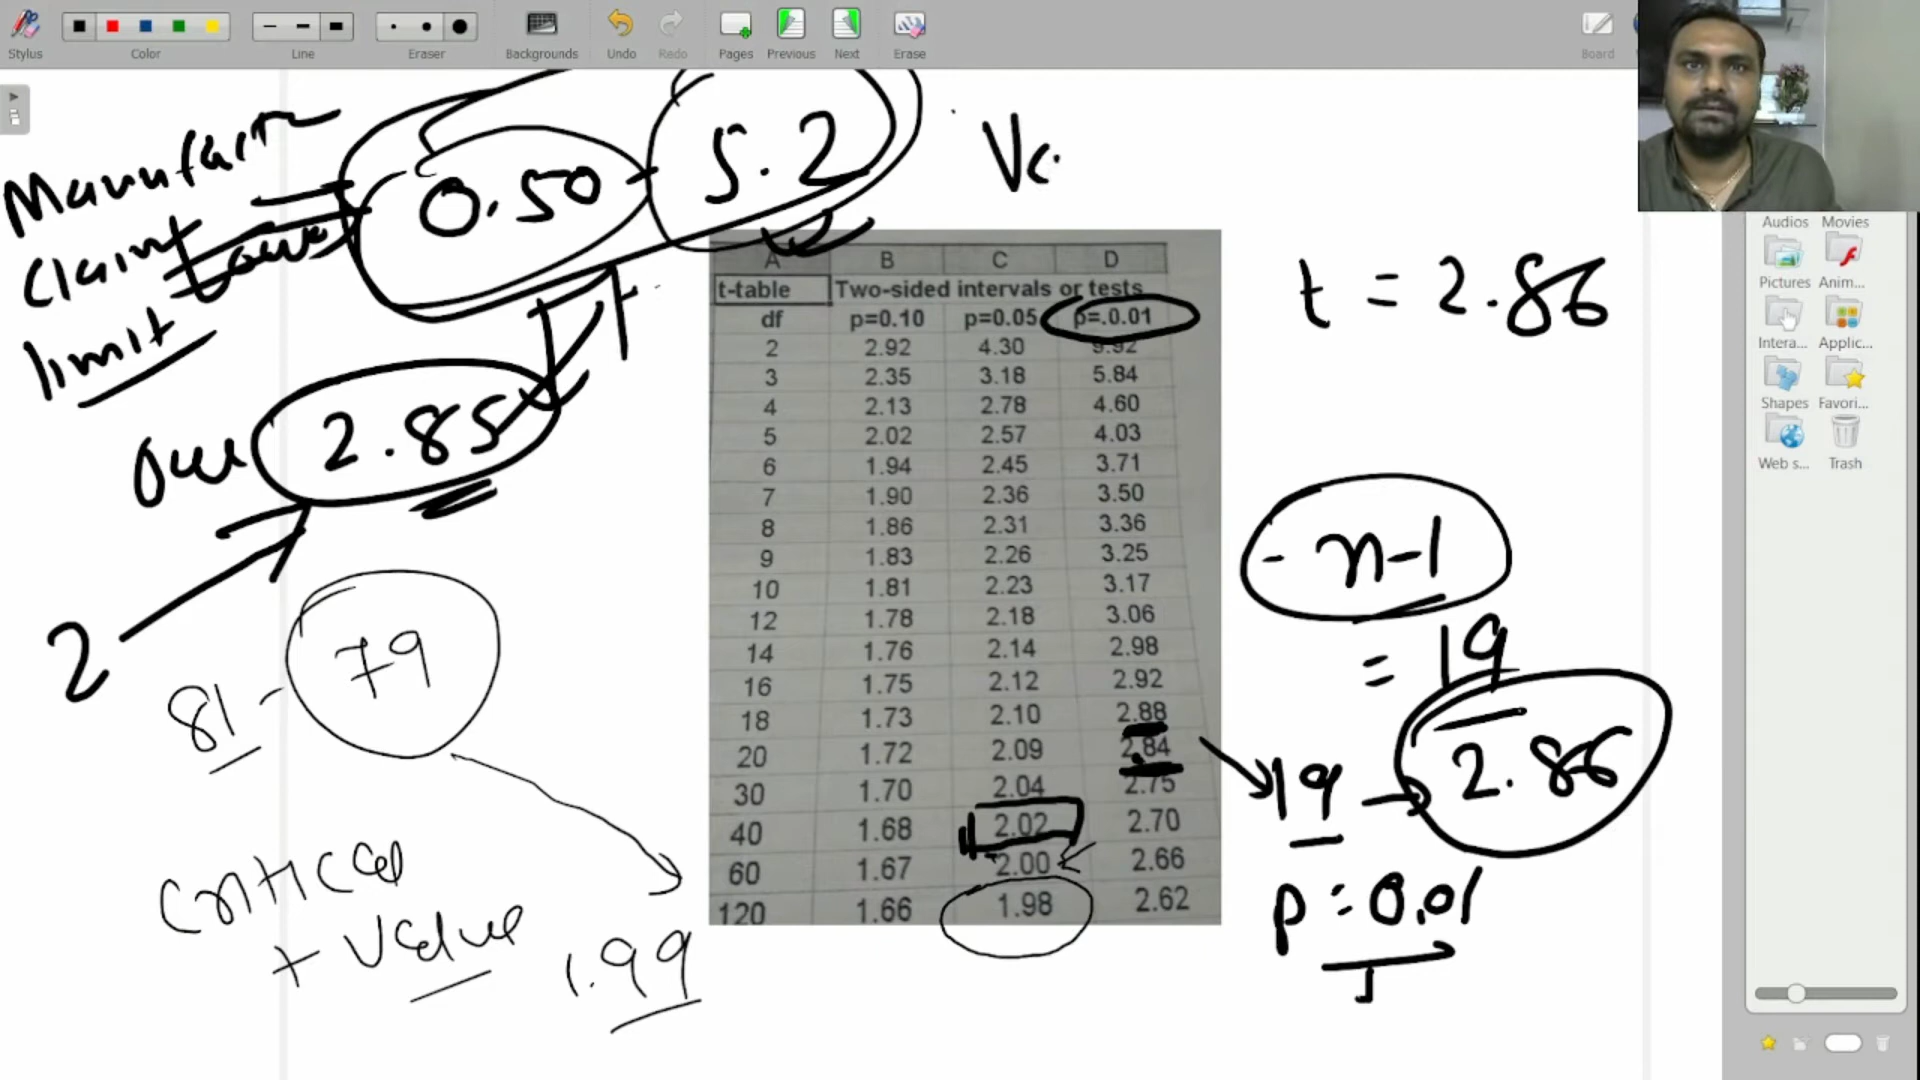 Stylus
Color
Line
Eraser
Backgrounds
Undo
Redo
Pages
Previous
Next
Erase
Board
Manufactr
Claim
limit
0.50 - 5.2
Va
Our 2.85
2
81 - 79
Critical
t value
1.99
A B C D
t-table Two-sided intervals or tests
df p=0.10 p=0.05 p=.0.01
2 2.92 4.30 9.92
3 2.35 3.18 5.84
4 2.13 2.78 4.60
5 2.02 2.57 4.03
6 1.94 2.45 3.71
7 1.90 2.36 3.50
8 1.86 2.31 3.36
9 1.83 2.26 3.25
10 1.81 2.23 3.17
12 1.78 2.18 3.06
14 1.76 2.14 2.98
16 1.75 2.12 2.92
18 1.73 2.10 2.88
20 1.72 2.09 2.84
30 1.70 2.04 2.75
40 1.68 2.02 2.70
60 1.67 2.00 2.66
120 1.66 1.98 2.62
t = 2.86
- n-1
= 19
19 → 2.86
p = 0.01
Audios Movies
Pictures Anim...
Intera... Applic...
Shapes Favori...
Web s... Trash